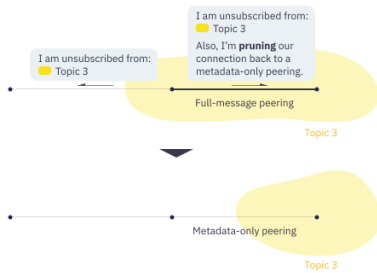 I am unsubscribed from:
Topic 3
I am unsubscribed from:
Topic 3
Also, I'm pruning our
connection back to a
metadata-only peering.
Full-message peering
Topic 3
Metadata-only peering
Topic 3